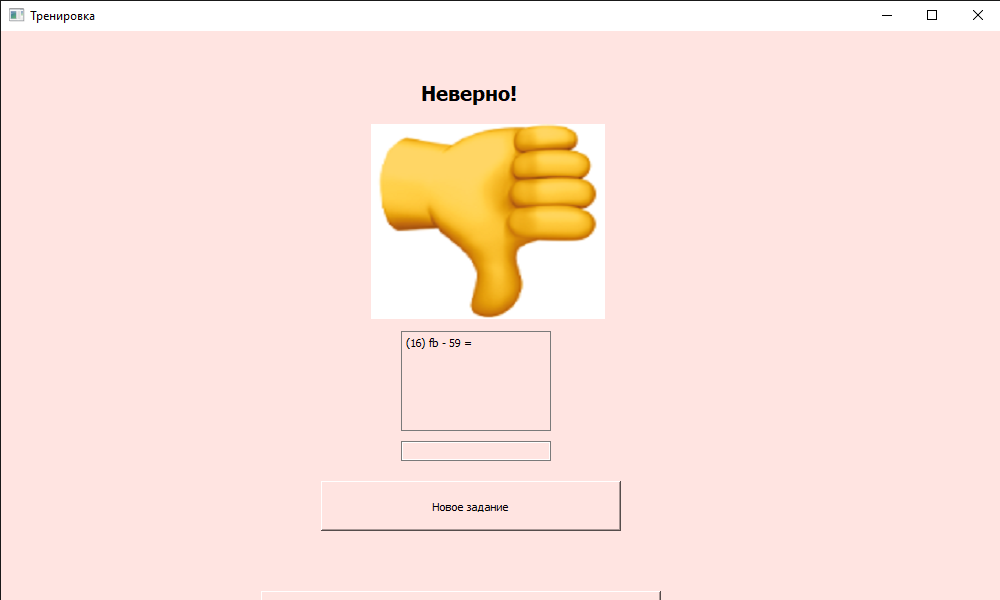 Тренировка
Неверно!
(16) fb - 59 =
Новое задание